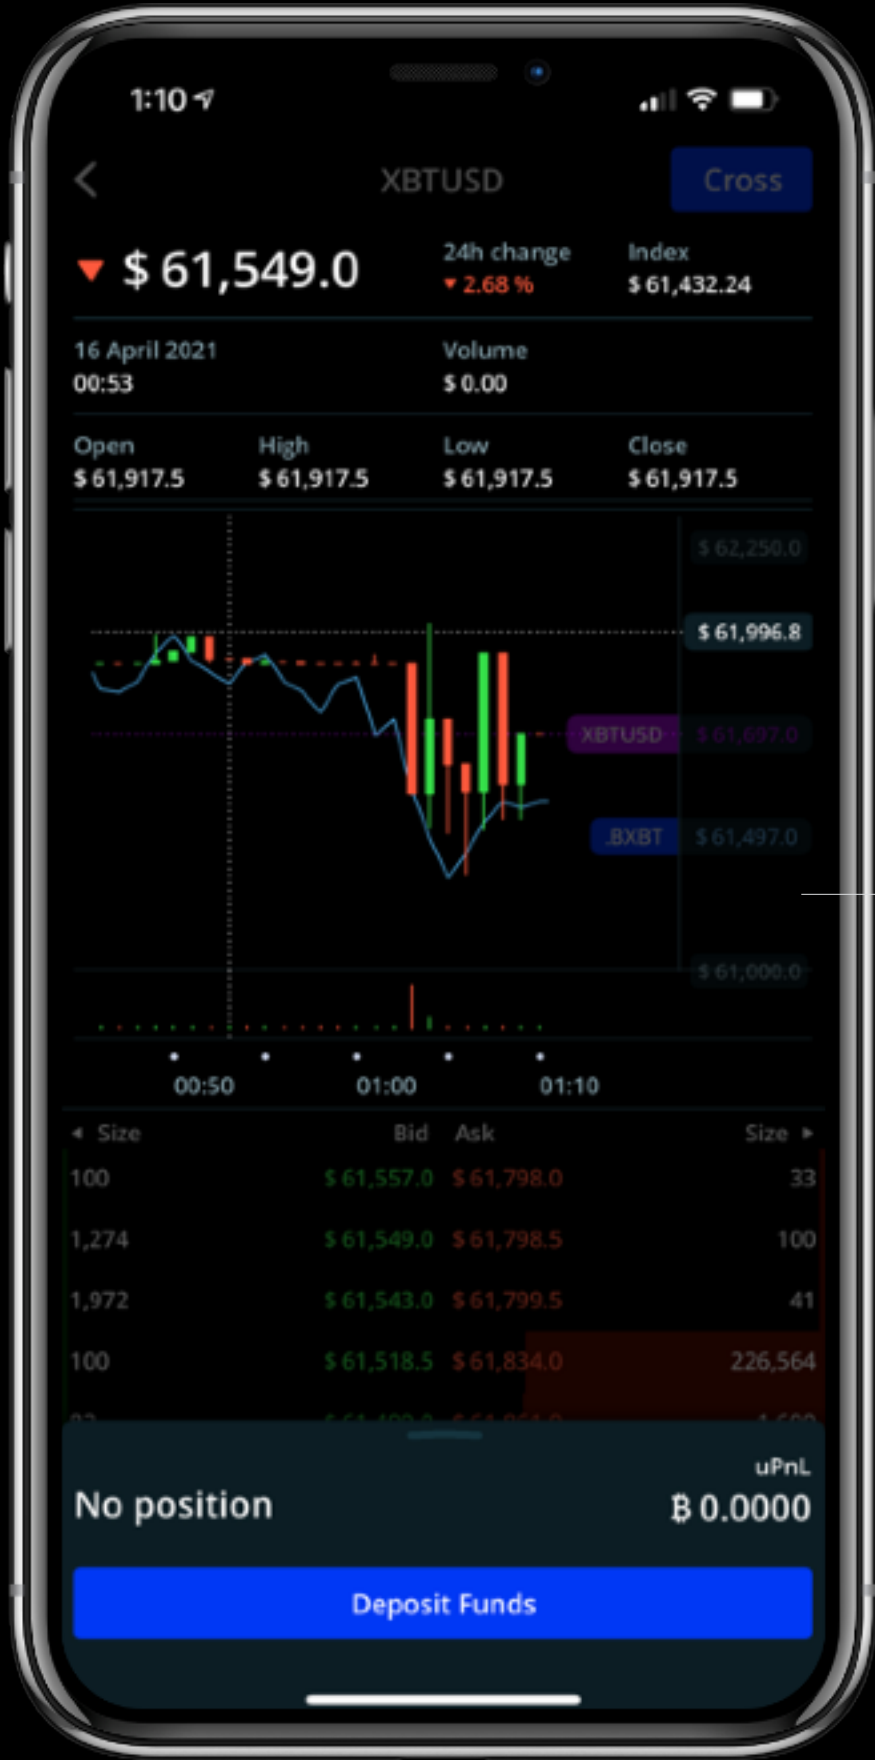 1:10
XBTUSD
Cross
$ 61,549.0
24h change
2.68 %
Index
$ 61,432.24
16 April 2021
00:53
Volume
$ 0.00
Open
$ 61,917.5
High
$ 61,917.5
Low
$ 61,917.5
Close
$ 61,917.5
$ 62,250.0
$ 61,996.8
XBTUSD $ 61,697.0
.BXBT $ 61,497.0
$ 61,000.0
00:50 01:00 01:10
Size Bid Ask Size
100 $ 61,557.0 $ 61,798.0 33
1,274 $ 61,549.0 $ 61,798.5 100
1,972 $ 61,543.0 $ 61,799.5 41
100 $ 61,518.5 $ 61,834.0 226,564
uPnL
No position ₿ 0.0000
Deposit Funds